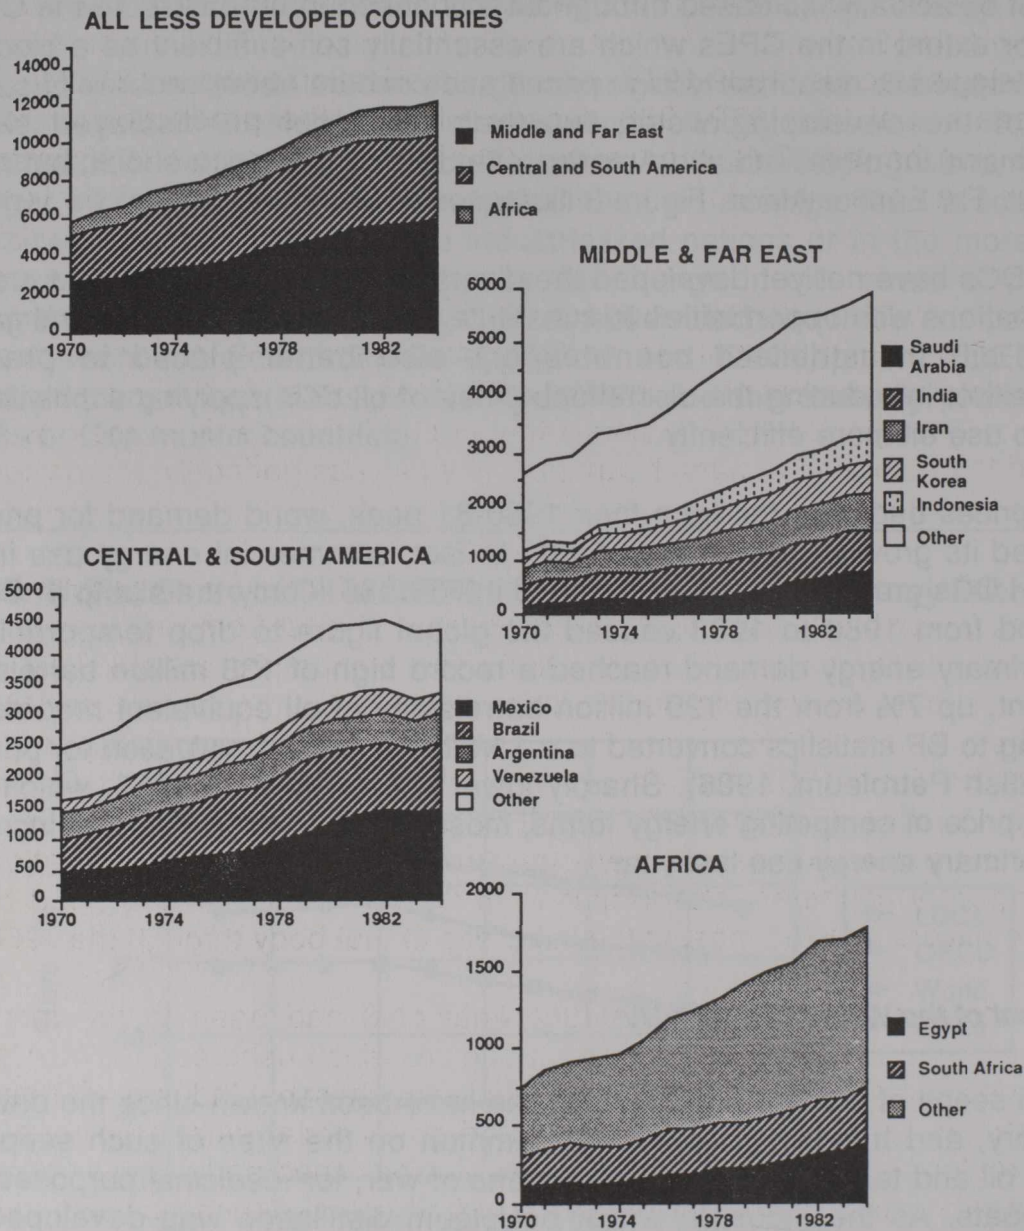 ALL LESS DEVELOPED COUNTRIES
14000
12000
10000
8000
6000
4000
2000
0
1970 1974 1978 1982
Middle and Far East
Central and South America
Africa
MIDDLE & FAR EAST
6000
5000
4000
3000
2000
1000
0
1970 1974 1978 1982
Saudi
Arabia
India
Iran
South
Korea
Indonesia
Other
CENTRAL & SOUTH AMERICA
5000
4500
4000
3500
3000
2500
2000
1500
1000
500
0
1970 1974 1978 1982
Mexico
Brazil
Argentina
Venezuela
Other
AFRICA
2000
1500
1000
500
0
1970 1974 1978 1982
Egypt
South Africa
Other